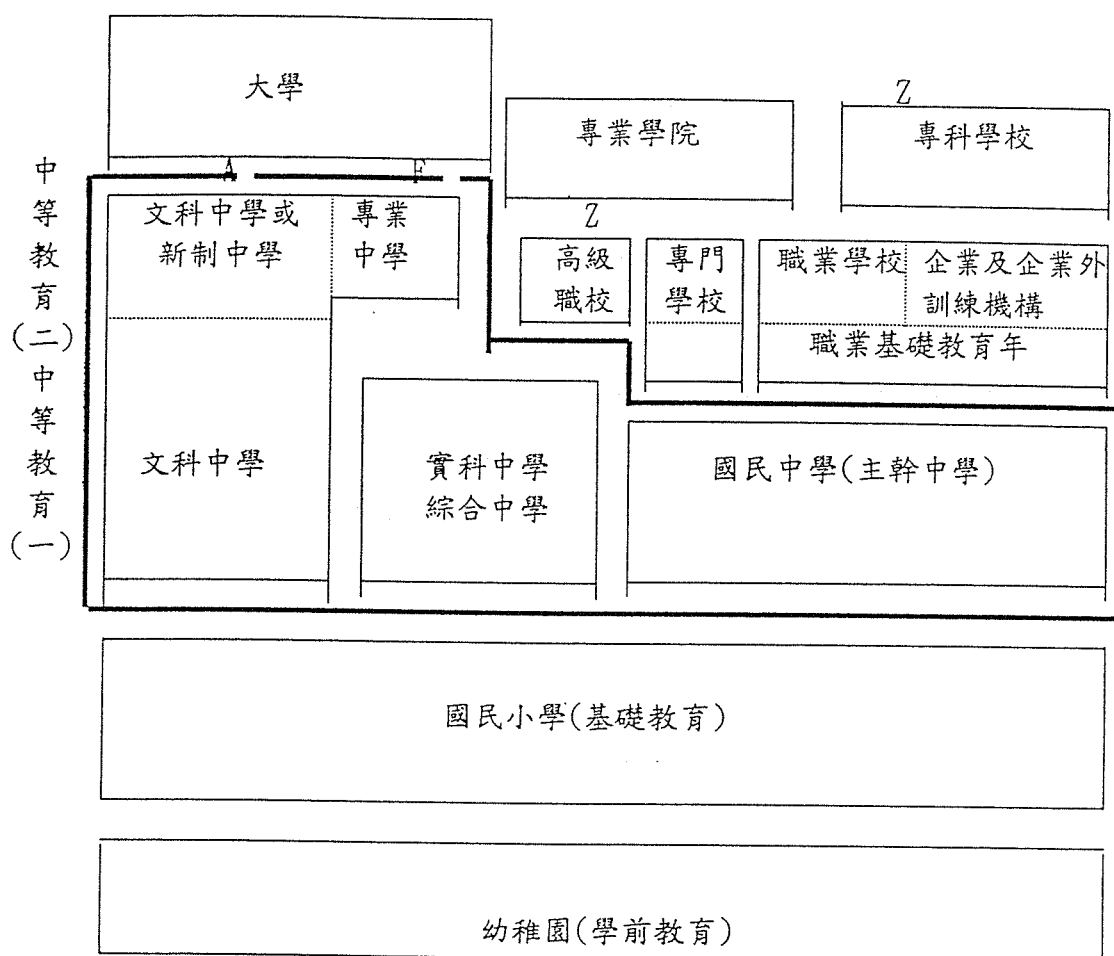 大學
Z
專業學院
專科學校
中等教育(二)中等教育(一)
A
F
文科中學或
新制中學
專業
中學
Z
高級
職校
專門
學校
職業學校
企業及企業外
訓練機構
職業基礎教育年
文科中學
實科中學
綜合中學
國民中學(主幹中學)
國民小學(基礎教育)
幼稚園(學前教育)